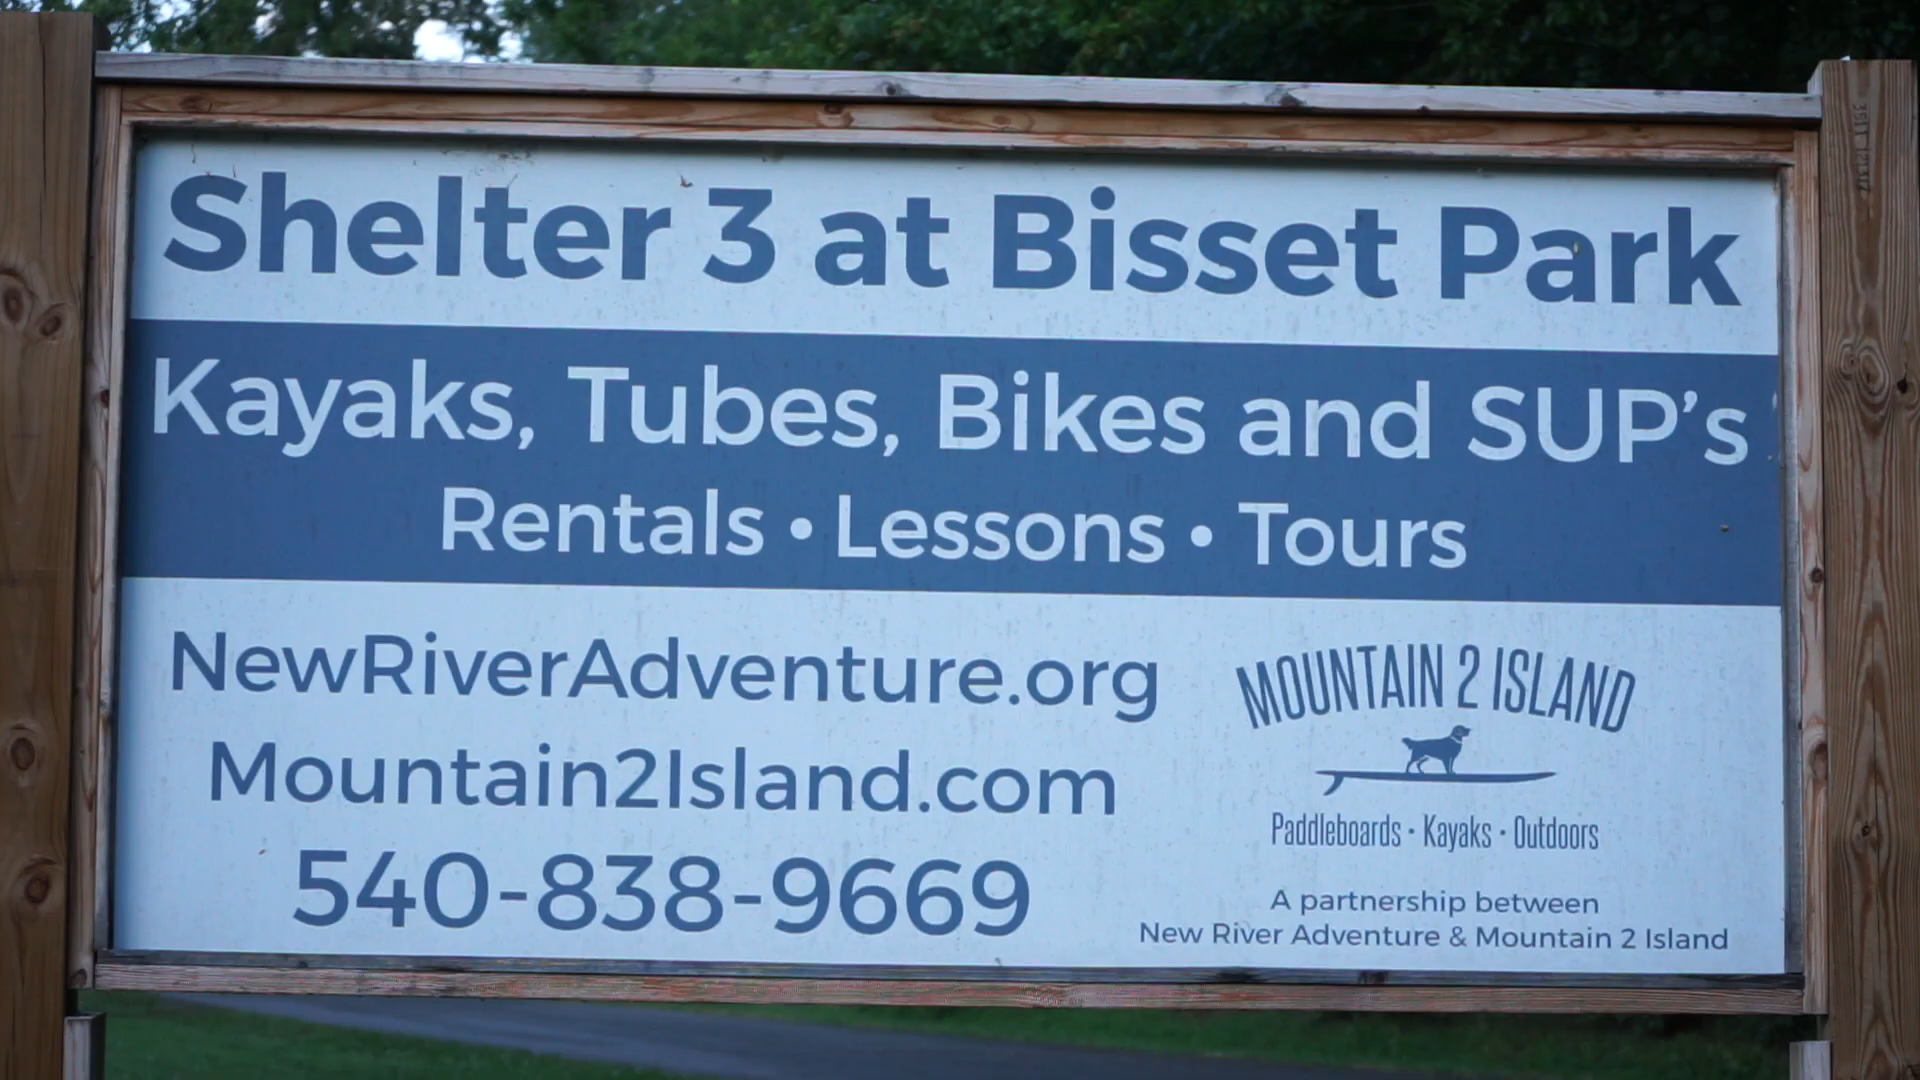 Shelter 3 at Bisset Park
Kayaks, Tubes, Bikes and SUP's
Rentals • Lessons • Tours
NewRiverAdventure.org
Mountain2Island.com
540-838-9669
MOUNTAIN 2 ISLAND
Paddleboards • Kayaks • Outdoors
A partnership between
New River Adventure & Mountain 2 Island